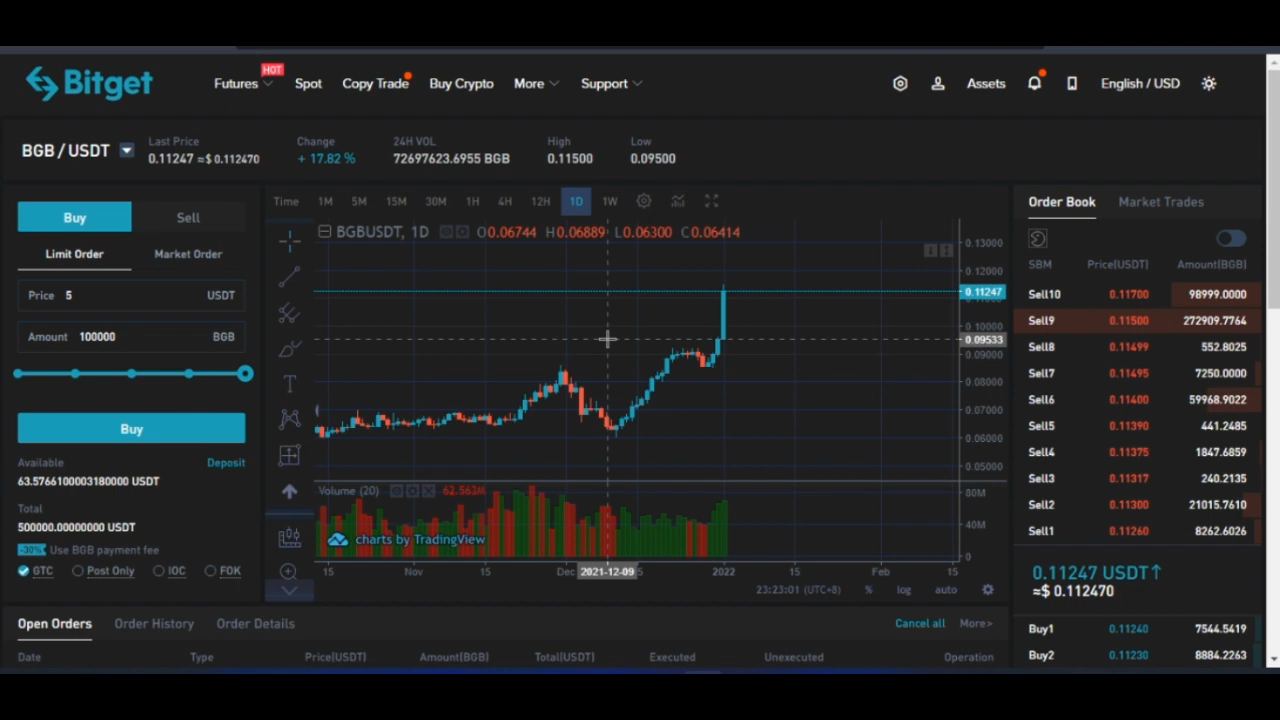 Bitget
Futures HOT Spot Copy Trade Buy Crypto More Support Assets English / USD
BGB / USDT
Last Price Change 24H VOL High Low
0.11247 ≈$ 0.112470 + 17.82 % 72697623.6955 BGB 0.11500 0.09500
Buy Sell
Limit Order Market Order
Price 5 USDT
Amount 100000 BGB
Buy
Available Deposit
63.5766100003180000 USDT
Total
500000.00000000 USDT
-30% Use BGB payment fee
GTC Post Only IOC FOK
Time 1M 5M 15M 30M 1H 4H 12H 1D 1W
BGBUSDT, 1D O0.06744 H0.06889 L0.06300 C0.06414
T
0.13000
0.12000
0.11247
0.10000
0.09533
0.09000
0.08000
0.07000
0.06000
0.05000
Volume (20) 62.563M
80M
40M
0
charts by TradingView
15 Nov 15 Dec 2021-12-09 2022 15 Feb 15
23:23:01 (UTC+8) % log auto
Order Book Market Trades
SBM Price(USDT) Amount(BGB)
Sell10 0.11700 98999.0000
Sell9 0.11500 272909.7764
Sell8 0.11499 552.8025
Sell7 0.11495 7250.0000
Sell6 0.11400 59968.9022
Sell5 0.11390 441.2485
Sell4 0.11375 1847.6859
Sell3 0.11317 240.2135
Sell2 0.11300 21015.7610
Sell1 0.11260 8262.6026
0.11247 USDT↑
≈$ 0.112470
Buy1 0.11240 7544.5419
Buy2 0.11230 8884.2263
Open Orders Order History Order Details Cancel all More>
Date Type Price(USDT) Amount(BGB) Total(USDT) Executed Unexecuted Operation